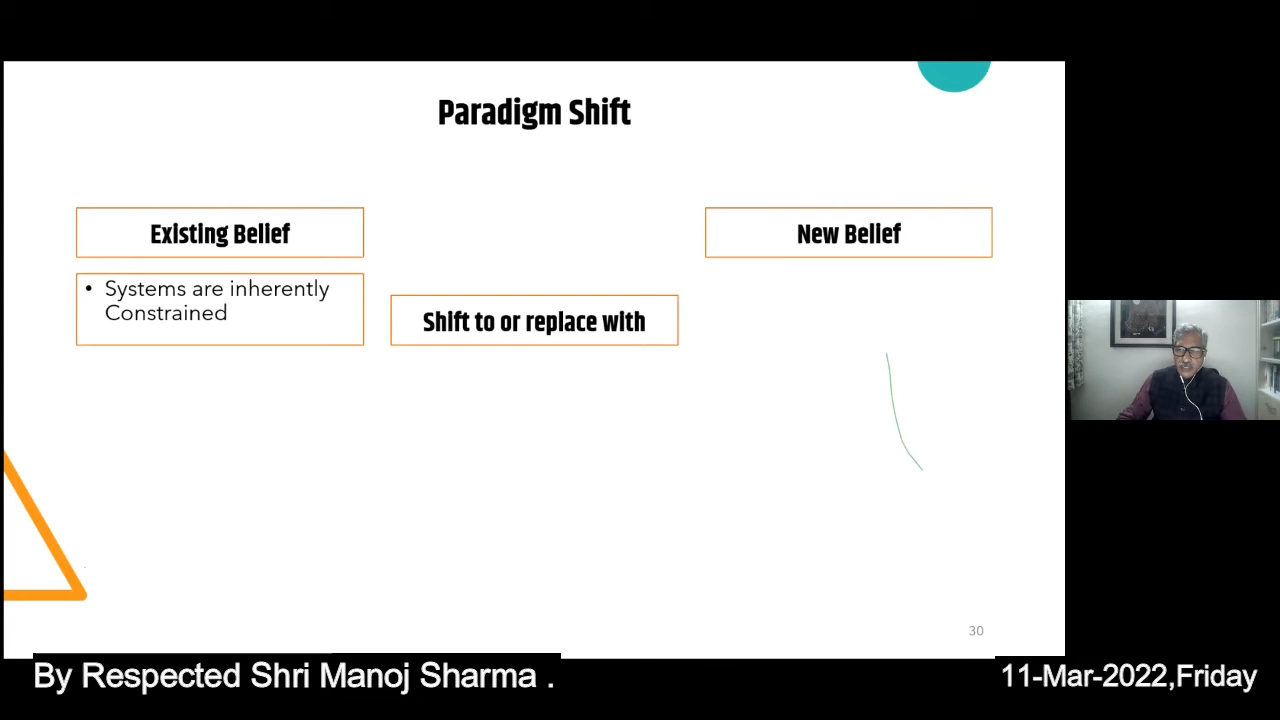 Paradigm Shift
Existing Belief
New Belief
• Systems are inherently
Constrained
Shift to or replace with
30
By Respected Shri Manoj Sharma .
11-Mar-2022,Friday